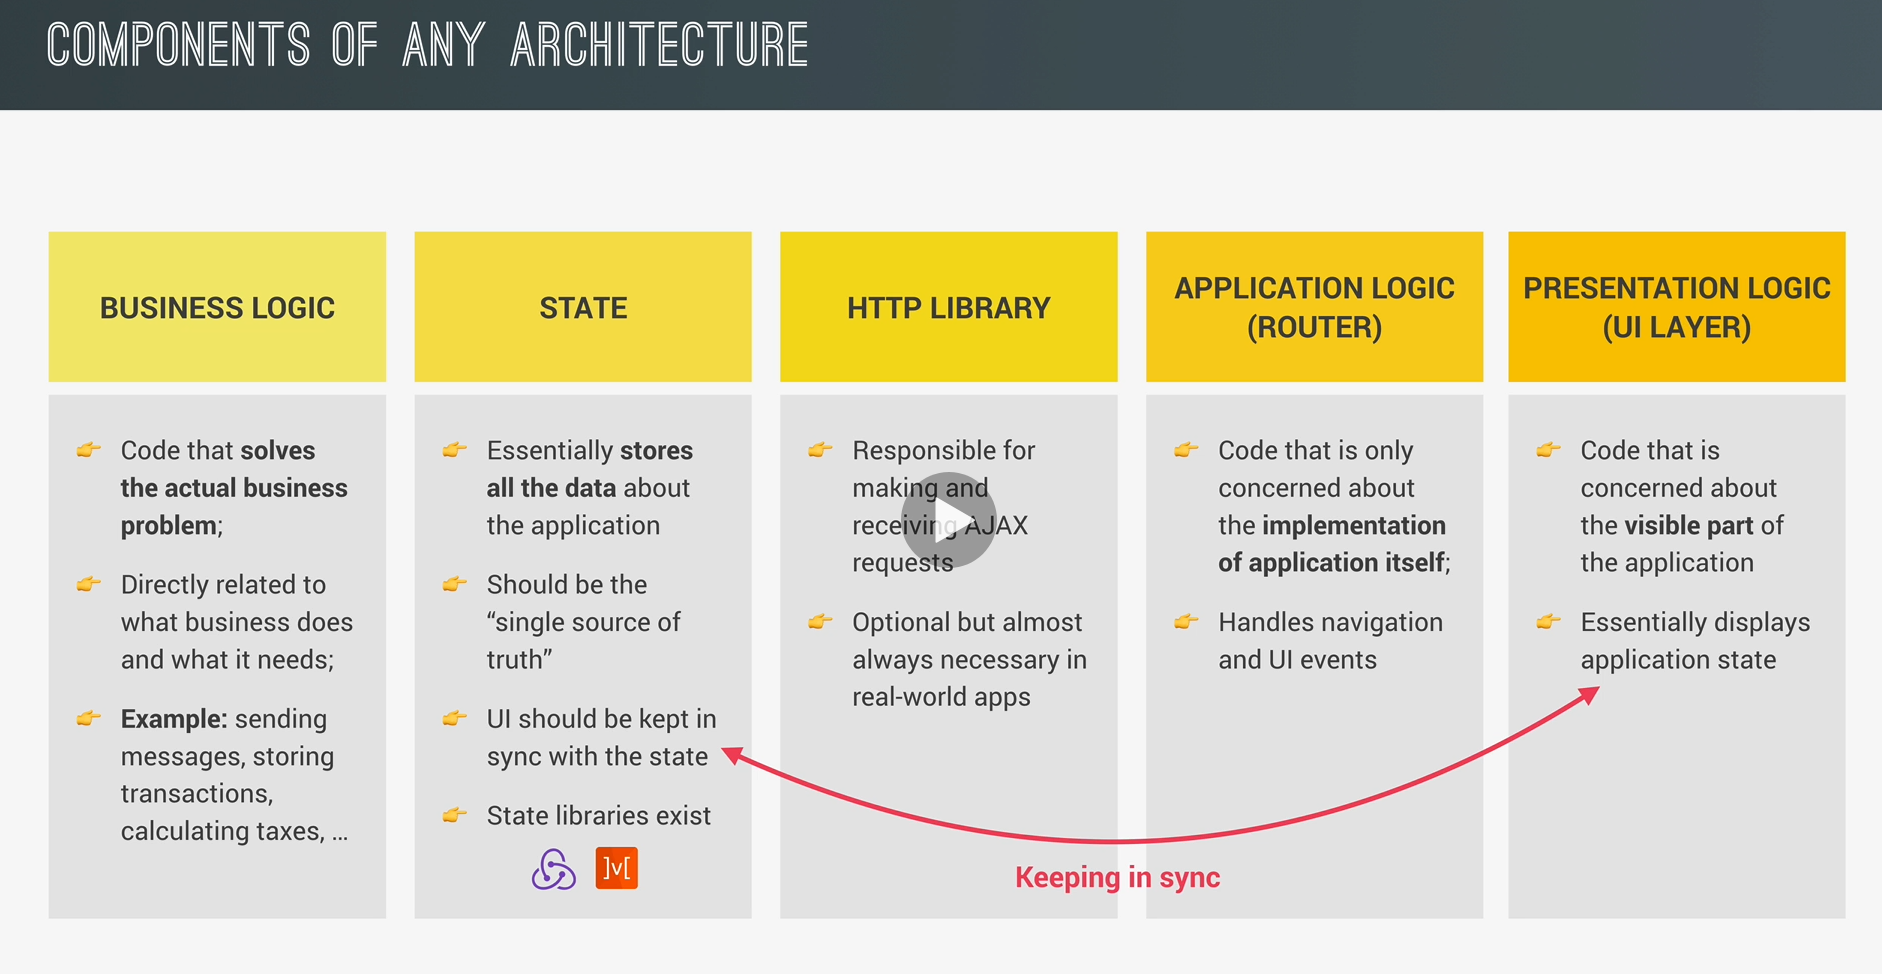 COMPONENTS OF ANY ARCHITECTURE
BUSINESS LOGIC
Code that solves
the actual business
problem;
Directly related to
what business does
and what it needs;
Example: sending
messages, storing
transactions,
calculating taxes, ...
STATE
Essentially stores
all the data about
the application
Should be the
“single source of
truth”
UI should be kept in
sync with the state
State libraries exist
]v[
HTTP LIBRARY
Responsible for
making and
receiving AJAX
requests
Optional but almost
always necessary in
real-world apps
APPLICATION LOGIC
(ROUTER)
Code that is only
concerned about
the implementation
of application itself;
Handles navigation
and UI events
PRESENTATION LOGIC
(UI LAYER)
Code that is
concerned about
the visible part of
the application
Essentially displays
application state
Keeping in sync